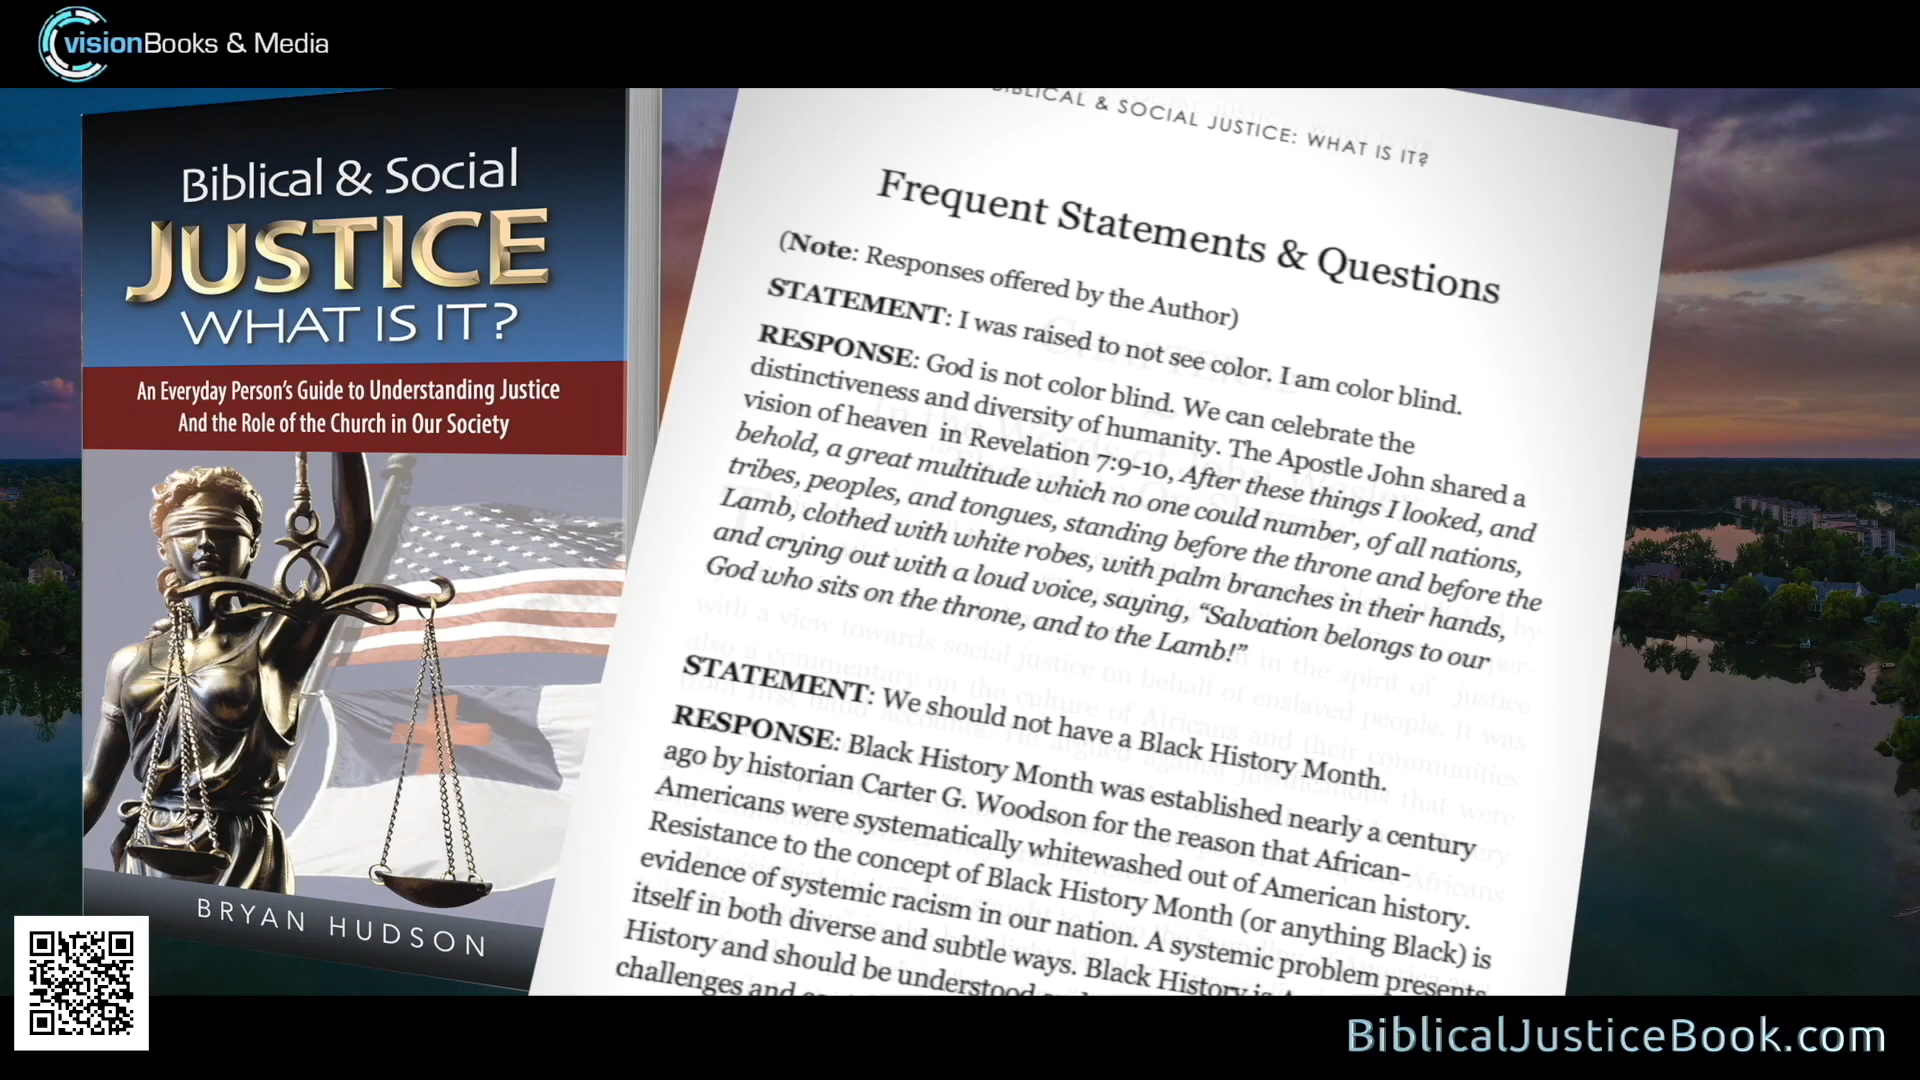 visionBooks & Media
Biblical & Social
JUSTICE
WHAT IS IT?
An Everyday Person's Guide to Understanding Justice
And the Role of the Church in Our Society
BRYAN HUDSON
BIBLICAL & SOCIAL JUSTICE: WHAT IS IT?
Frequent Statements & Questions
(Note: Responses offered by the Author)
STATEMENT: I was raised to not see color. I am color blind.
RESPONSE: God is not color blind. We can celebrate the
distinctiveness and diversity of humanity. The Apostle John shared a
vision of heaven in Revelation 7:9-10, After these things I looked, and
behold, a great multitude which no one could number, of all nations,
tribes, peoples, and tongues, standing before the throne and before the
Lamb, clothed with white robes, with palm branches in their hands,
and crying out with a loud voice, saying, “Salvation belongs to our
God who sits on the throne, and to the Lamb!”
STATEMENT: We should not have a Black History Month.
RESPONSE: Black History Month was established nearly a century
ago by historian Carter G. Woodson for the reason that African-
Americans were systematically whitewashed out of American history.
Resistance to the concept of Black History Month (or anything Black) is
evidence of systemic racism in our nation. A systemic problem presents
itself in both diverse and subtle ways. Black History is
History and should be understood
challenges and
BiblicalJusticeBook.com